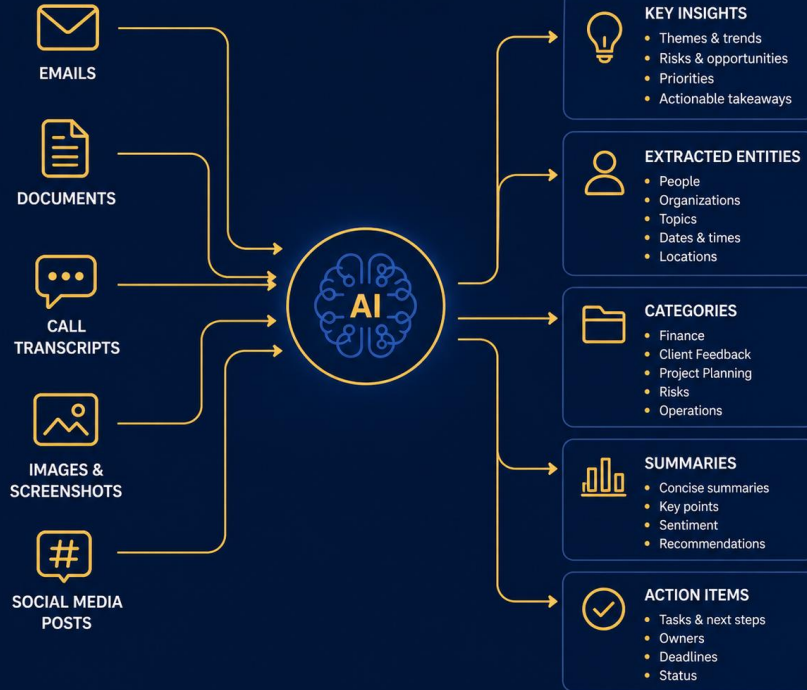 EMAILS
DOCUMENTS
CALL
TRANSCRIPTS
IMAGES &
SCREENSHOTS
#
SOCIAL MEDIA
POSTS
AI
KEY INSIGHTS
• Themes & trends
• Risks & opportunities
• Priorities
• Actionable takeaways
EXTRACTED ENTITIES
• People
• Organizations
• Topics
• Dates & times
• Locations
CATEGORIES
• Finance
• Client Feedback
• Project Planning
• Risks
• Operations
SUMMARIES
• Concise summaries
• Key points
• Sentiment
• Recommendations
ACTION ITEMS
• Tasks & next steps
• Owners
• Deadlines
• Status